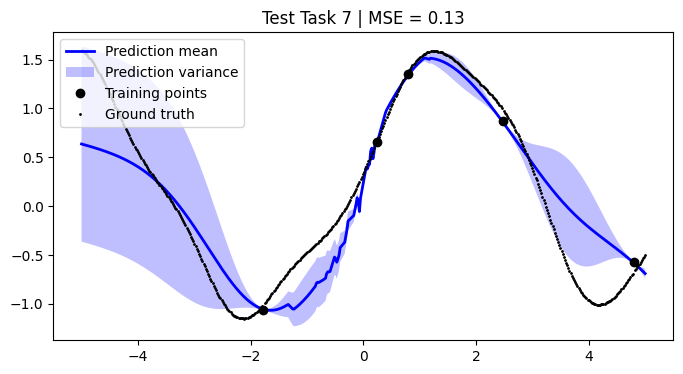 Test Task 7 | MSE = 0.13
Prediction mean
Prediction variance
Training points
Ground truth
1.5
1.0
0.5
0.0
−0.5
−1.0
−4
−2
0
2
4